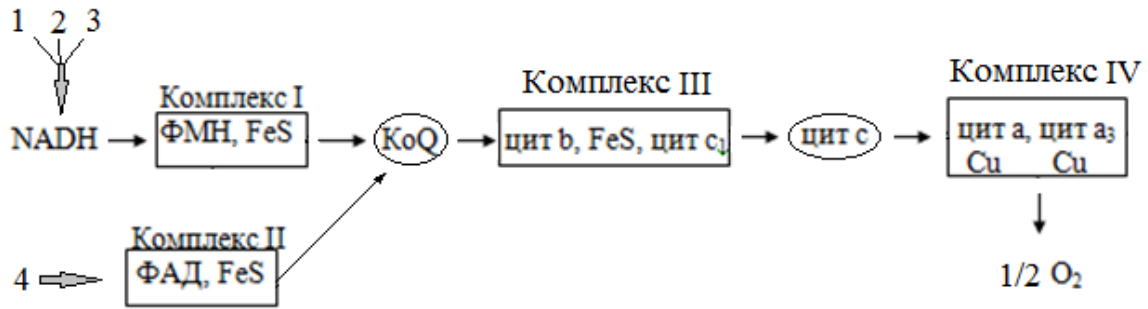 1 2 3
Комплекс I
Комплекс III
Комплекс IV
NADH
ФМН, FeS
KoQ
цит b, FeS, цит c₁
цит c
цит a, цит a₃
Cu Cu
Комплекс II
4
ФАД, FeS
1/2 O₂